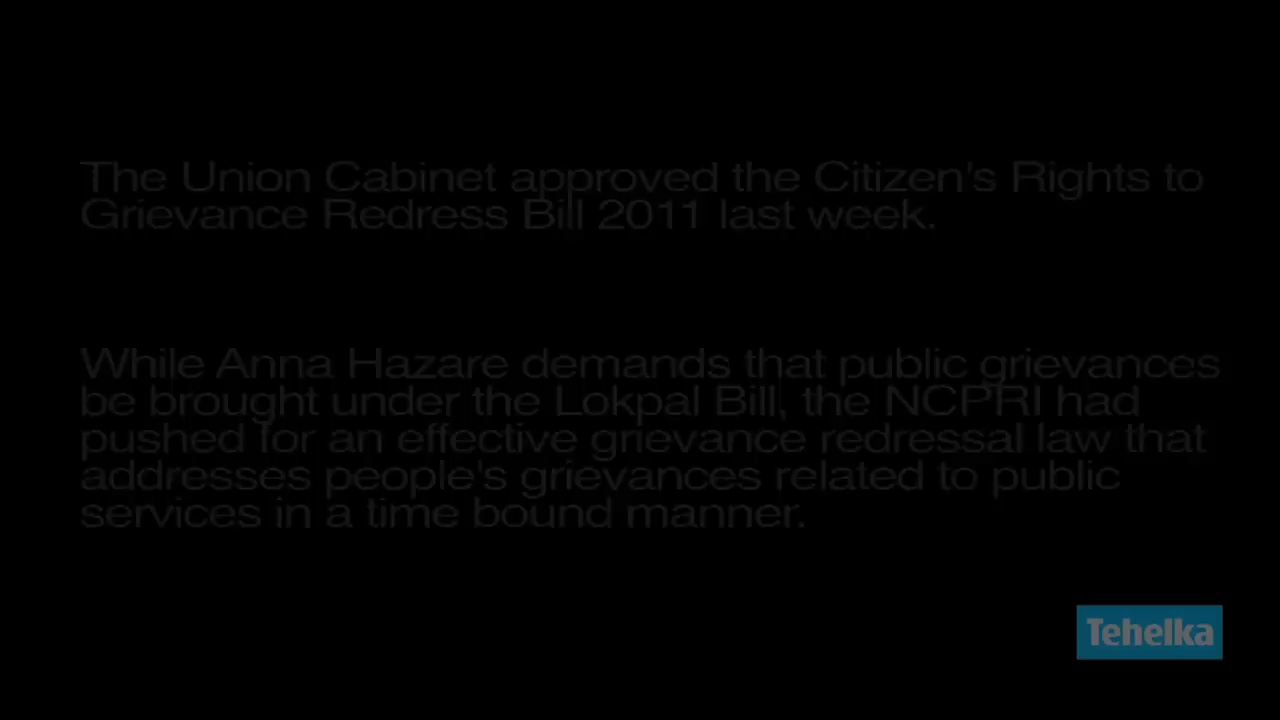 The Union Cabinet approved the Citizen's Rights to
Grievance Redress Bill 2011 last week.
While Anna Hazare demands that public grievances
be brought under the Lokpal Bill, the NCPRI had
pushed for an effective grievance redressal law that
addresses people's grievances related to public
services in a time bound manner.
Tehelka